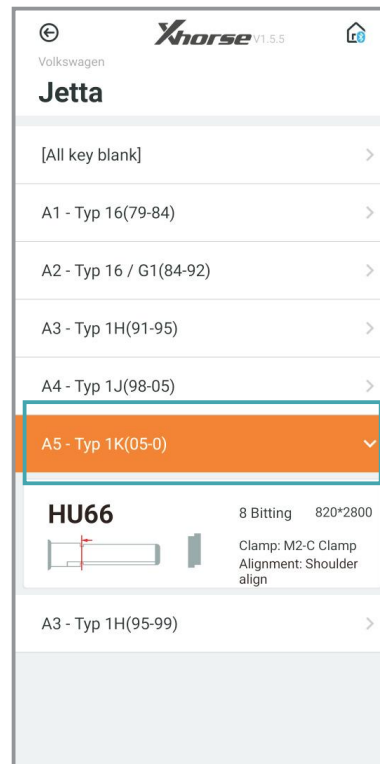 Xhorse V1.5.5
Volkswagen
Jetta
[All key blank]
A1 - Typ 16(79-84)
A2 - Typ 16 / G1(84-92)
A3 - Typ 1H(91-95)
A4 - Typ 1J(98-05)
A5 - Typ 1K(05-0)
HU66
8 Bitting 820*2800
Clamp: M2-C Clamp
Alignment: Shoulder
align
A3 - Typ 1H(95-99)